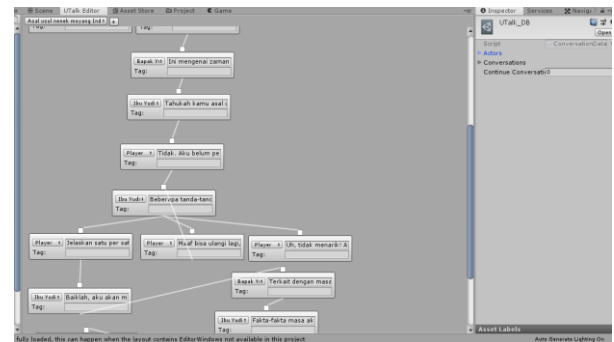 Scene UTalk Editor Asset Store Project Game
Inspector Services Navig
Asal usul nenek moyang Ind +
UTalk_DB
Open
Tag: Tag:
Script ConversationData
Actors
Conversations
Continue Conversati 0
Bapak Yu Ini mengenai zaman
Tag:
Ibu Yudi Tahukah kamu asal
Tag:
Player Tidak. Aku belum pe
Tag:
Ibu Yudi Beberapa tanda-tand
Tag:
Player Jelaskan satu per sat
Tag:
Player Maaf bisa ulangi lagi,
Tag:
Player Uh, tidak menarik! A
Tag:
Bapak Yu Terkait dengan masa
Tag:
Ibu Yudi Baiklah, aku akan m
Tag:
Ibu Yudi Fakta-fakta masa ak
Tag:
Asset Labels
fully loaded, this can happen when the layout contains EditorWindows not available in this project
Auto Generate Lighting On